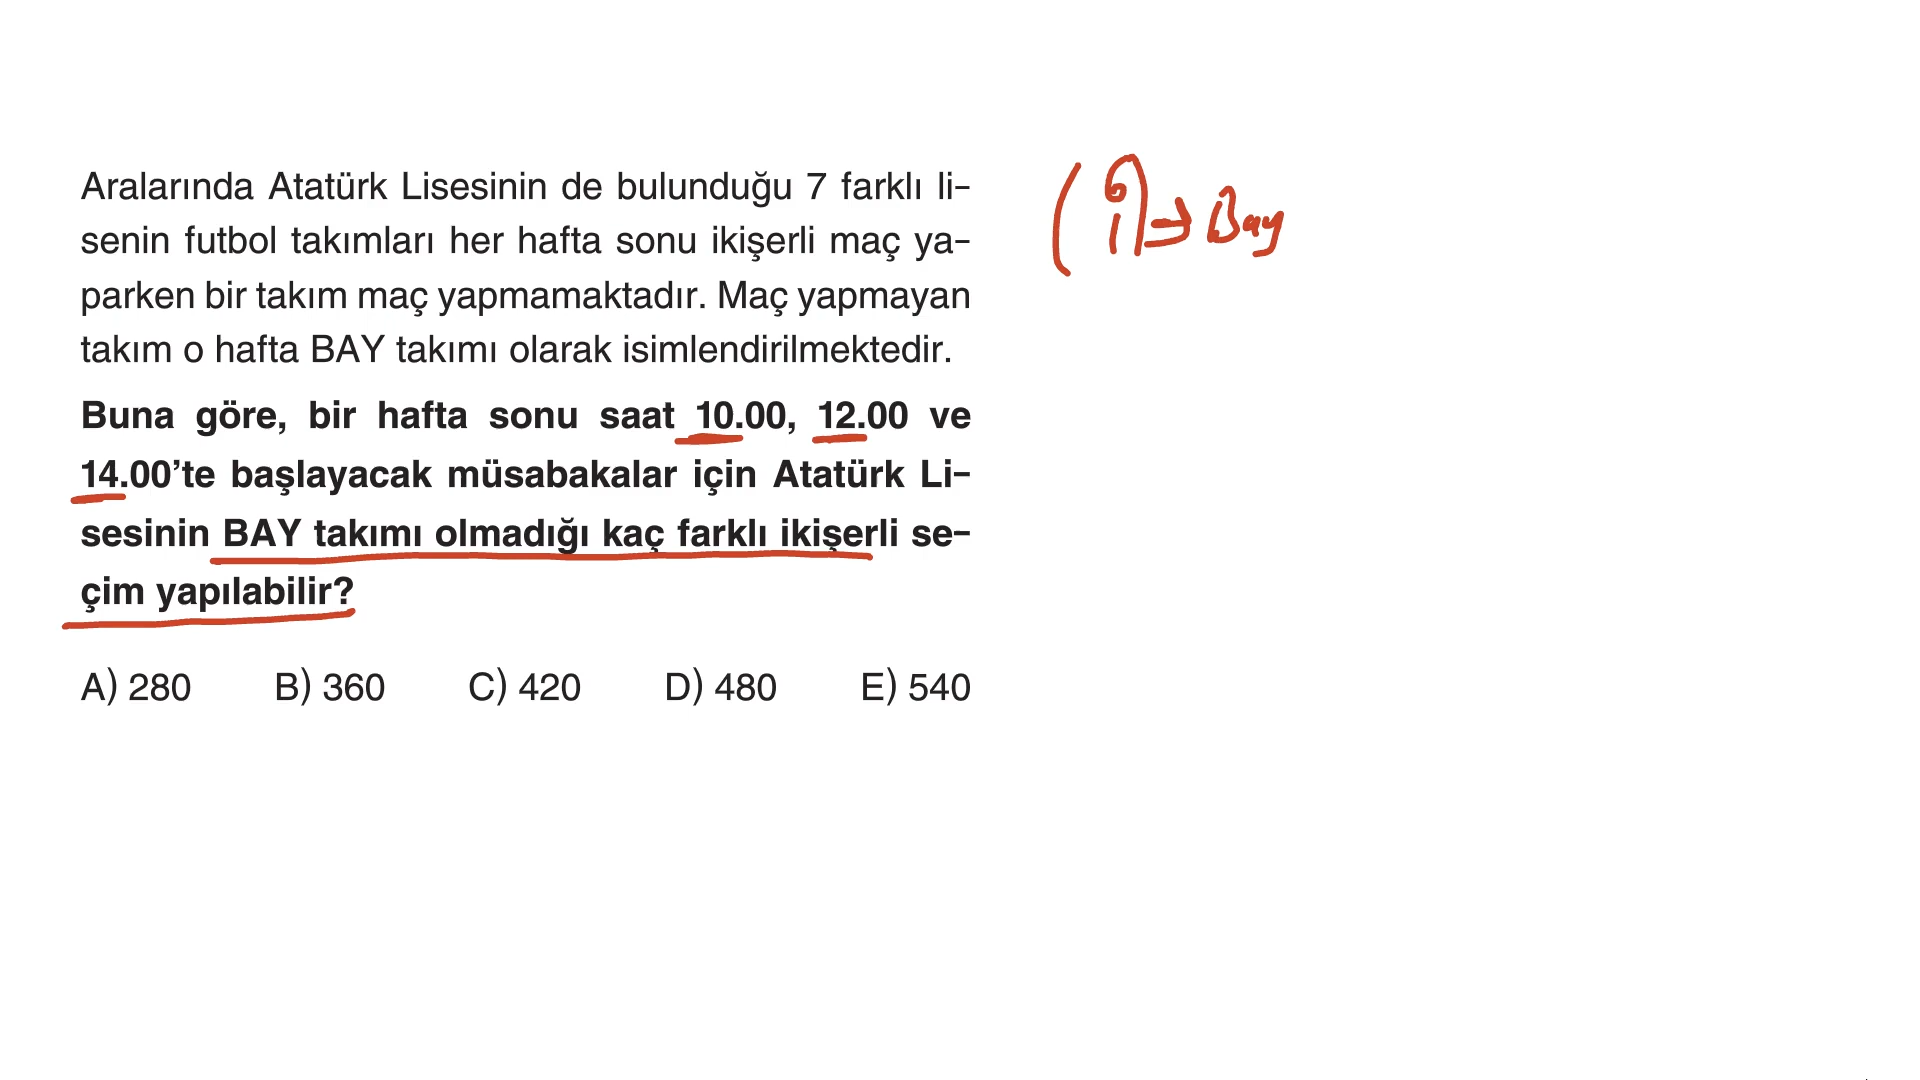 Aralarında Atatürk Lisesinin de bulunduğu 7 farklı li-
senin futbol takımları her hafta sonu ikişerli maç ya-
parken bir takım maç yapmamaktadır. Maç yapmayan
takım o hafta BAY takımı olarak isimlendirilmektedir.
Buna göre, bir hafta sonu saat 10.00, 12.00 ve
14.00’te başlayacak müsabakalar için Atatürk Li-
sesinin BAY takımı olmadığı kaç farklı ikişerli se-
çim yapılabilir?
A) 280 B) 360 C) 420 D) 480 E) 540
(6 1) ⇒ Bay